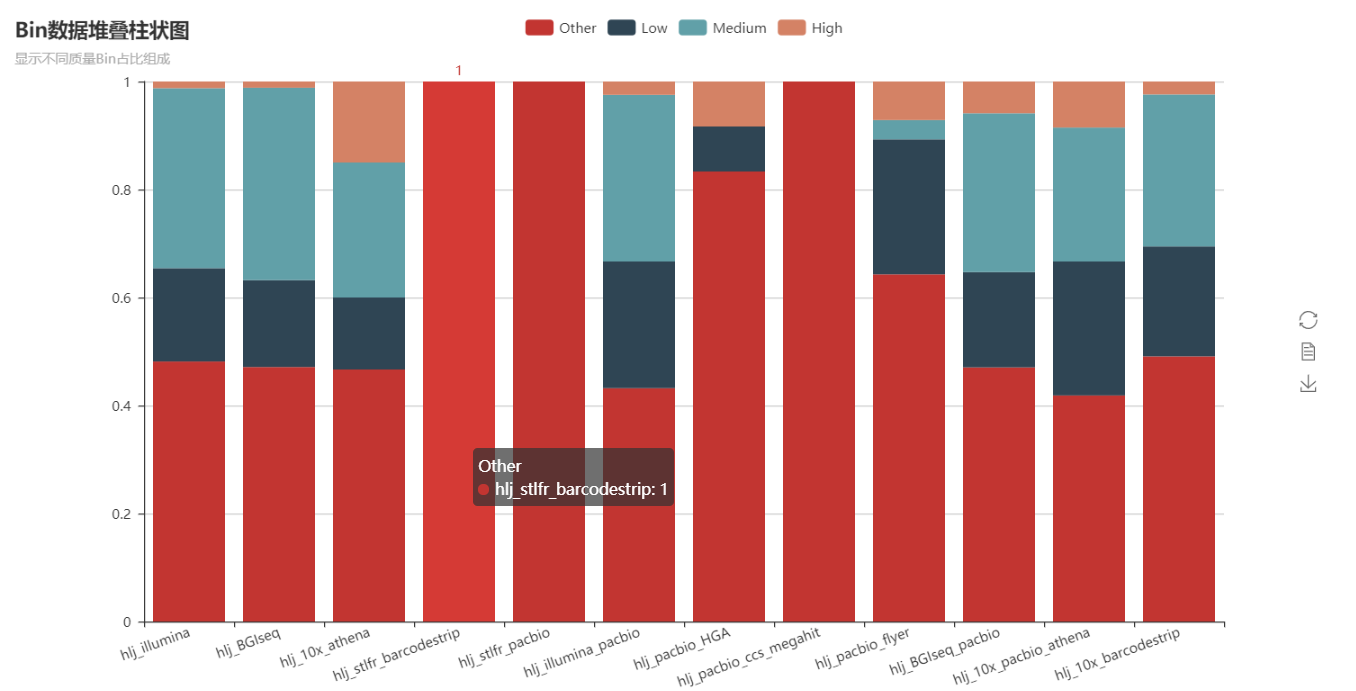 Bin数据堆叠柱状图
显示不同质量Bin占比组成
Other Low Medium High
1
1
0.8
0.6
0.4
0.2
0
Other
hlj_stlfr_barcodestrip: 1
hlj_illumina
hlj_BGIseq
hlj_10x_athena
hlj_stlfr_barcodestrip
hlj_stlfr_pacbio
hlj_illumina_pacbio
hlj_pacbio_HGA
hlj_pacbio_ccs_megahit
hlj_pacbio_flyer
hlj_BGIseq_pacbio
hlj_10x_pacbio_athena
hlj_10x_barcodestrip